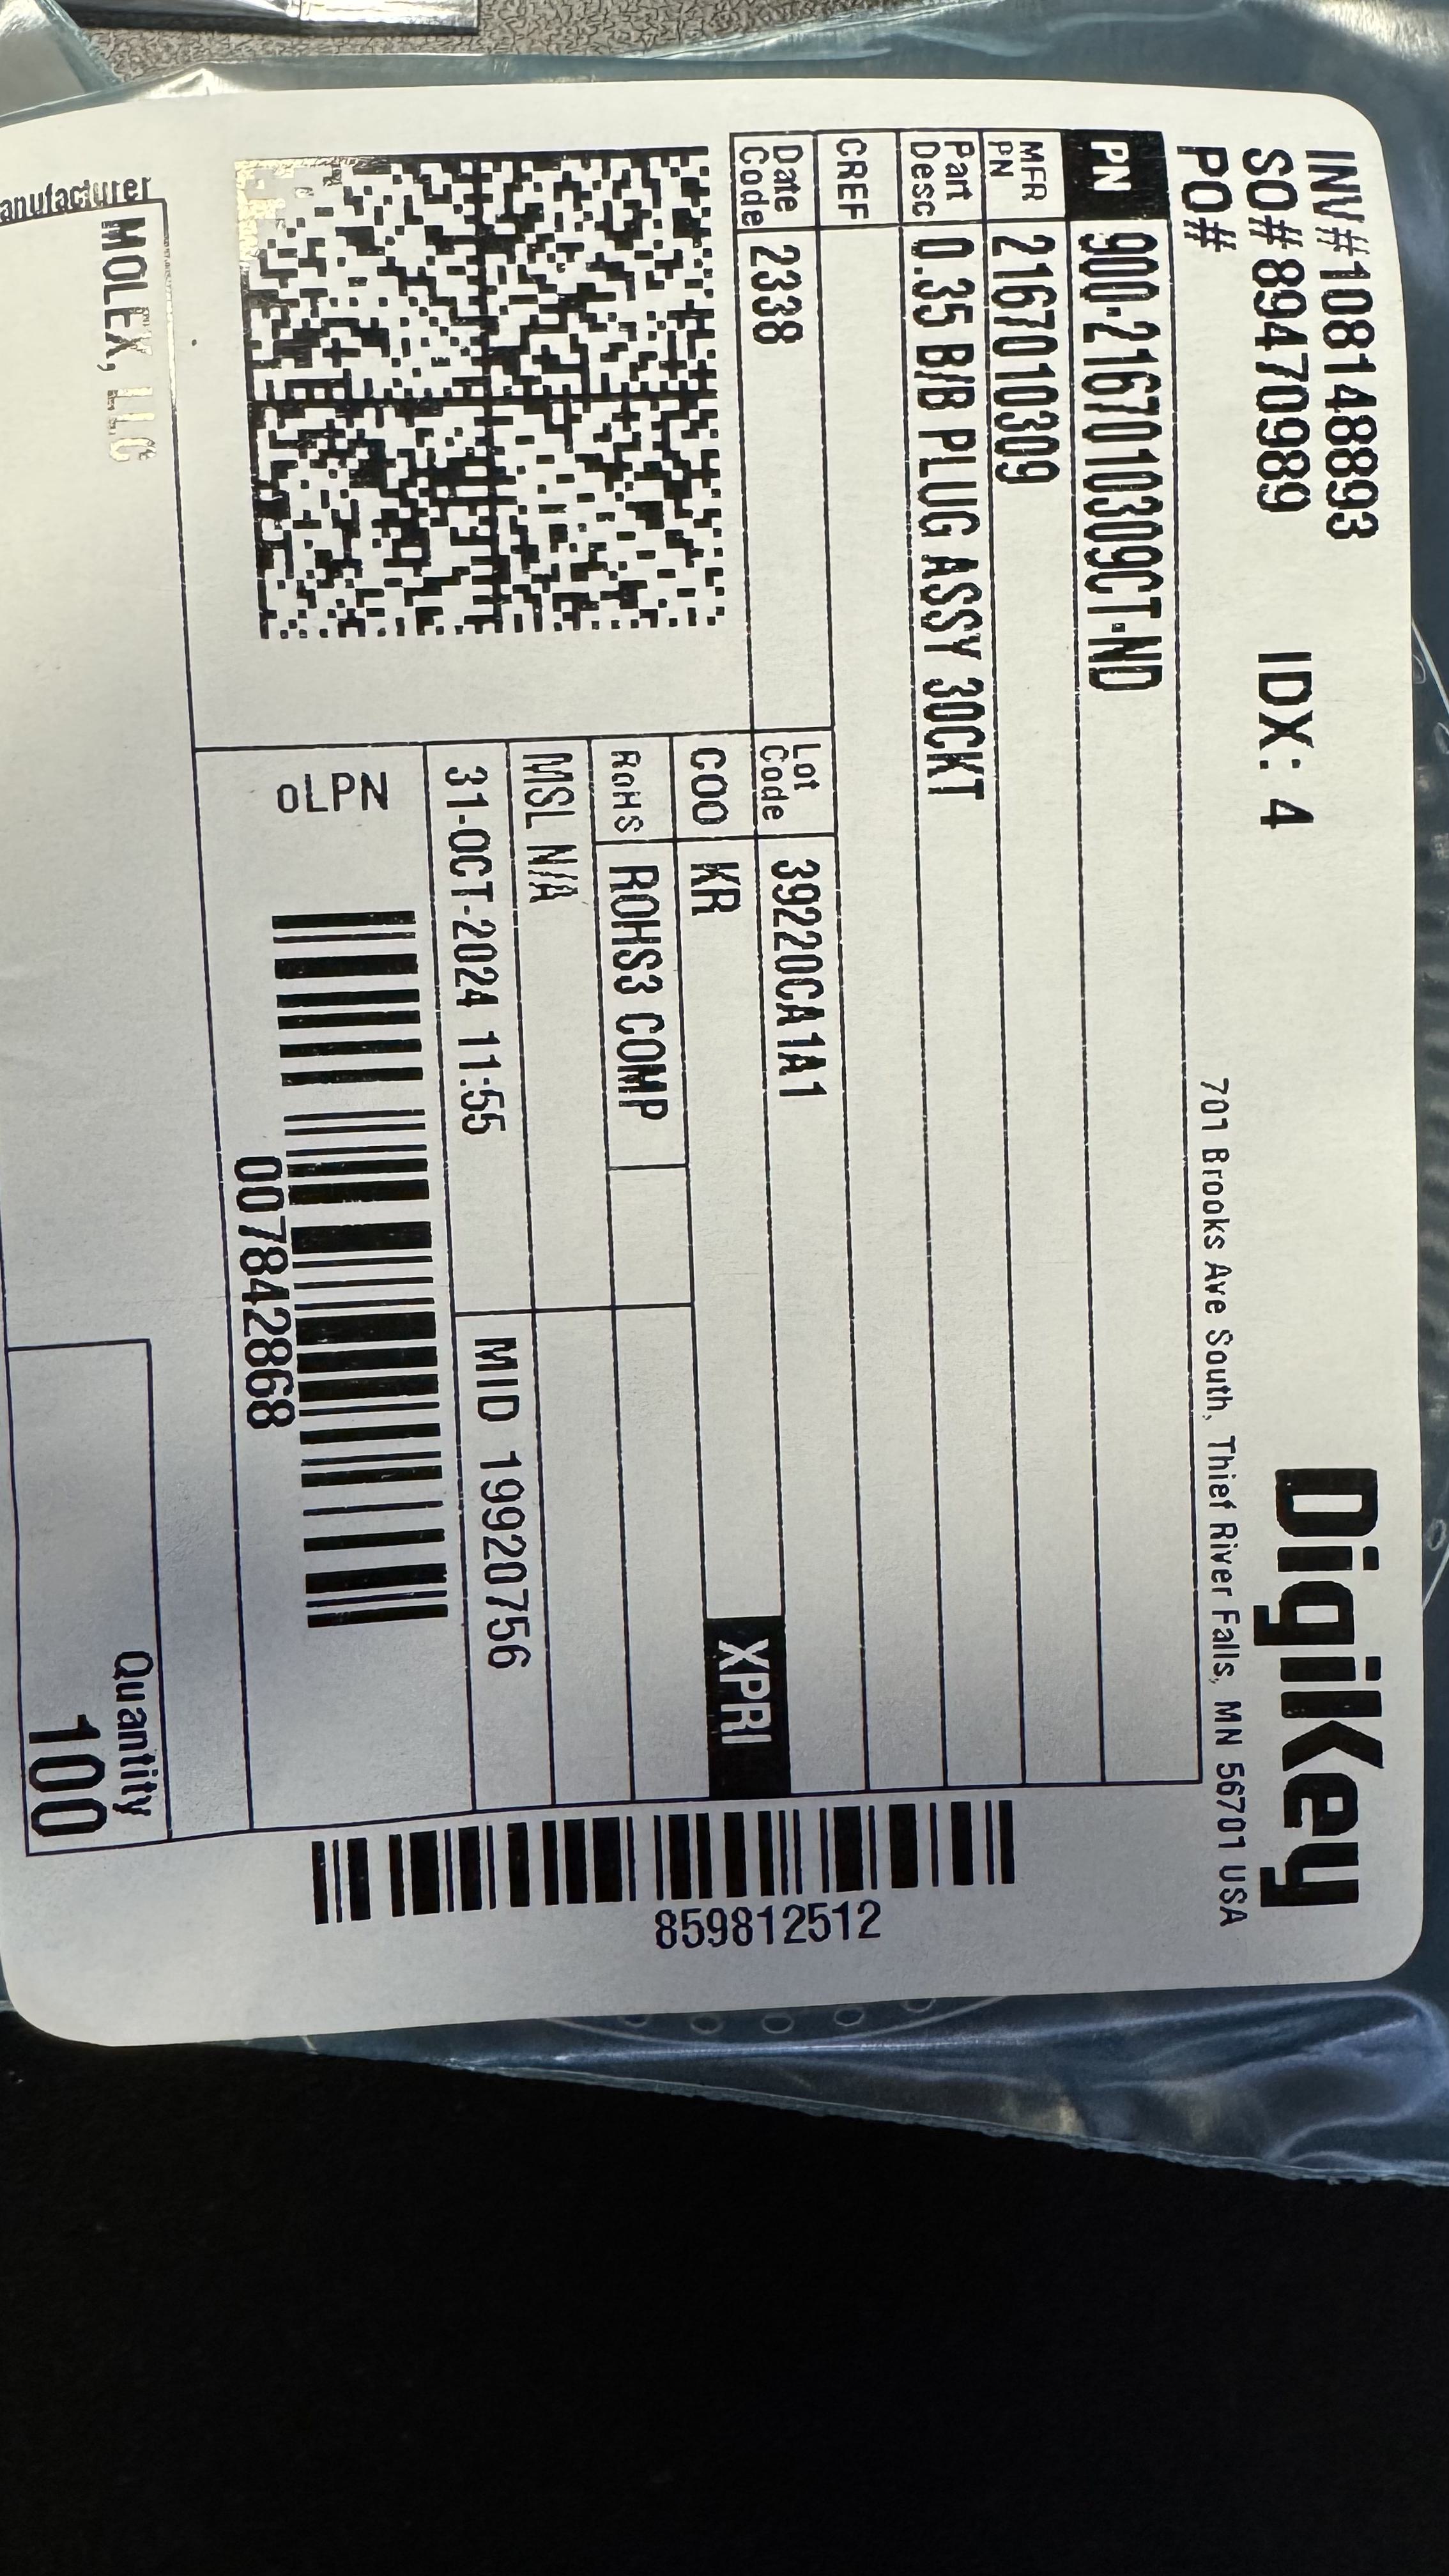 INV#108148893
SO#89470989 IDX: 4
PO#
DigiKey
701 Brooks Ave South, Thief River Falls, MN 56701 USA
PN 900-2167010309CT-ND
MFR PN 2167010309
Part Desc 0.35 B/B PLUG ASSY 30CKT
CREF
Date Code 2338
Lot Code 39220CA1A1
COO KR
XPRI
RoHS ROHS3 COMP
MSL N/A
31-OCT-2024 11:55 MID 19920756
oLPN
007842868
859812512
anufacturer
MOLEX, LLC
Quantity
100